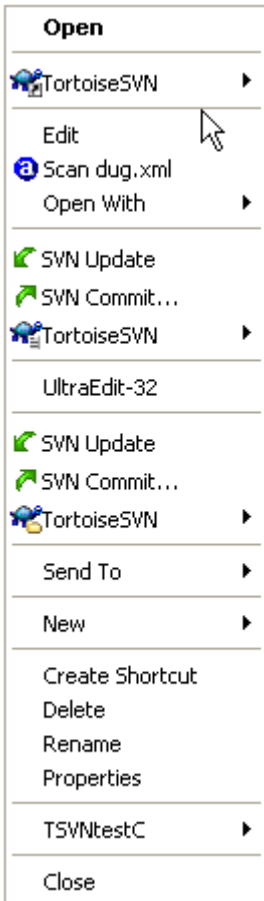 Open
TortoiseSVN
Edit
Scan dug.xml
Open With
SVN Update
SVN Commit...
TortoiseSVN
UltraEdit-32
SVN Update
SVN Commit...
TortoiseSVN
Send To
New
Create Shortcut
Delete
Rename
Properties
TSVNtestC
Close